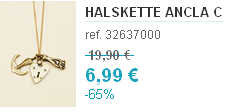 HALSKETTE ANCLA C
ref. 32637000
19,90 €
6,99 €
-65%